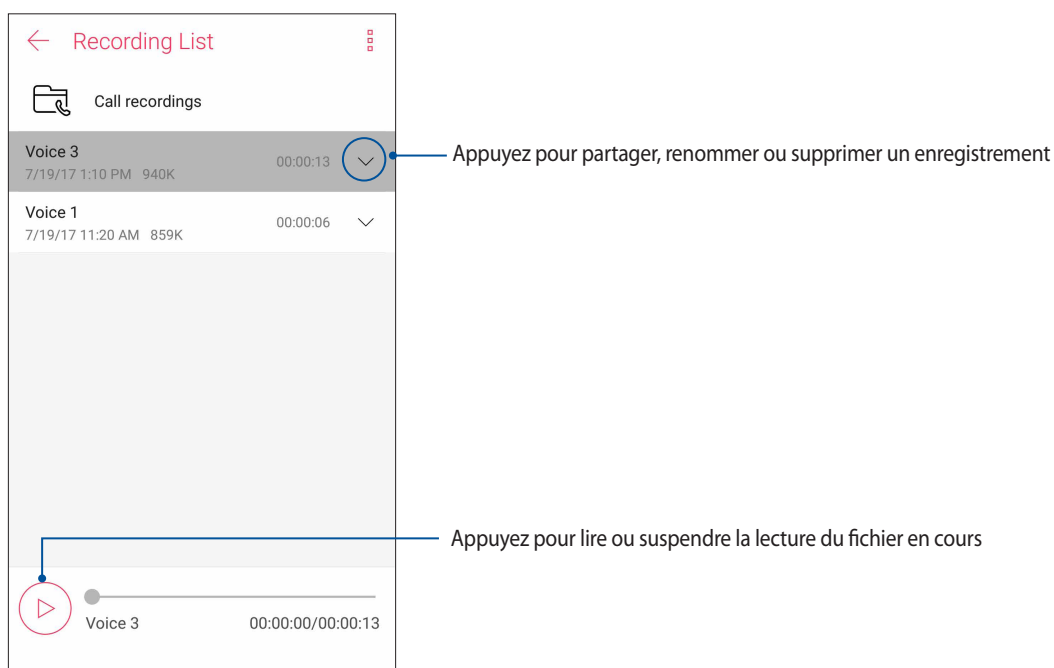 Recording List
Call recordings
Voice 3
00:00:13
7/19/17 1:10 PM 940K
Appuyez pour partager, renommer ou supprimer un enregistrement
Voice 1
00:00:06
7/19/17 11:20 AM 859K
Appuyez pour lire ou suspendre la lecture du fichier en cours
Voice 3
00:00:00/00:00:13